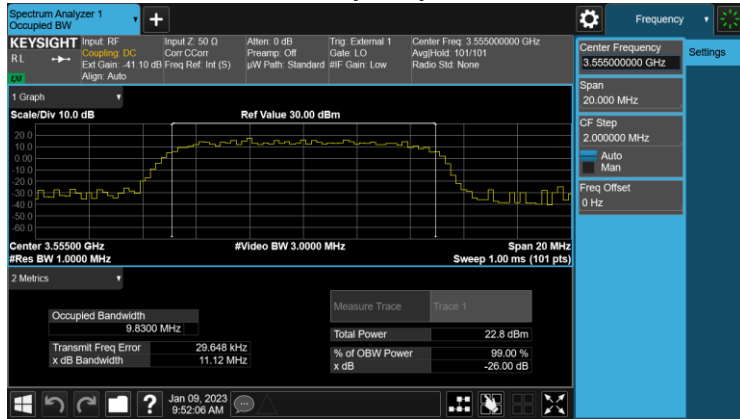 Spectrum Analyzer 1
Occupied BW
Frequency
KEYSIGHT
RL
Input: RF
Coupling: DC
Ext Gain: -41.10 dB
Align: Auto
Input Z: 50 Ω
Corr CCorr
Freq Ref: Int (S)
Atten: 0 dB
Preamp: Off
µW Path: Standard
Trig: External 1
Gate: LO
#IF Gain: Low
Center Freq: 3.555000000 GHz
Avg|Hold: 101/101
Radio Std: None
1 Graph
Scale/Div 10.0 dB
Ref Value 30.00 dBm
20.0
10.0
0.00
-10.0
-20.0
-30.0
-40.0
-50.0
-60.0
Center 3.55500 GHz
#Video BW 3.0000 MHz
Span 20 MHz
#Res BW 1.0000 MHz
Sweep 1.00 ms (101 pts)
2 Metrics
Occupied Bandwidth
9.8300 MHz
Transmit Freq Error 29.648 kHz
x dB Bandwidth 11.12 MHz
Measure Trace Trace 1
Total Power 22.8 dBm
% of OBW Power 99.00 %
x dB -26.00 dB
Center Frequency
3.555000000 GHz
Settings
Span
20.000 MHz
CF Step
2.000000 MHz
Auto
Man
Freq Offset
0 Hz
?
Jan 09, 2023
9:52:06 AM